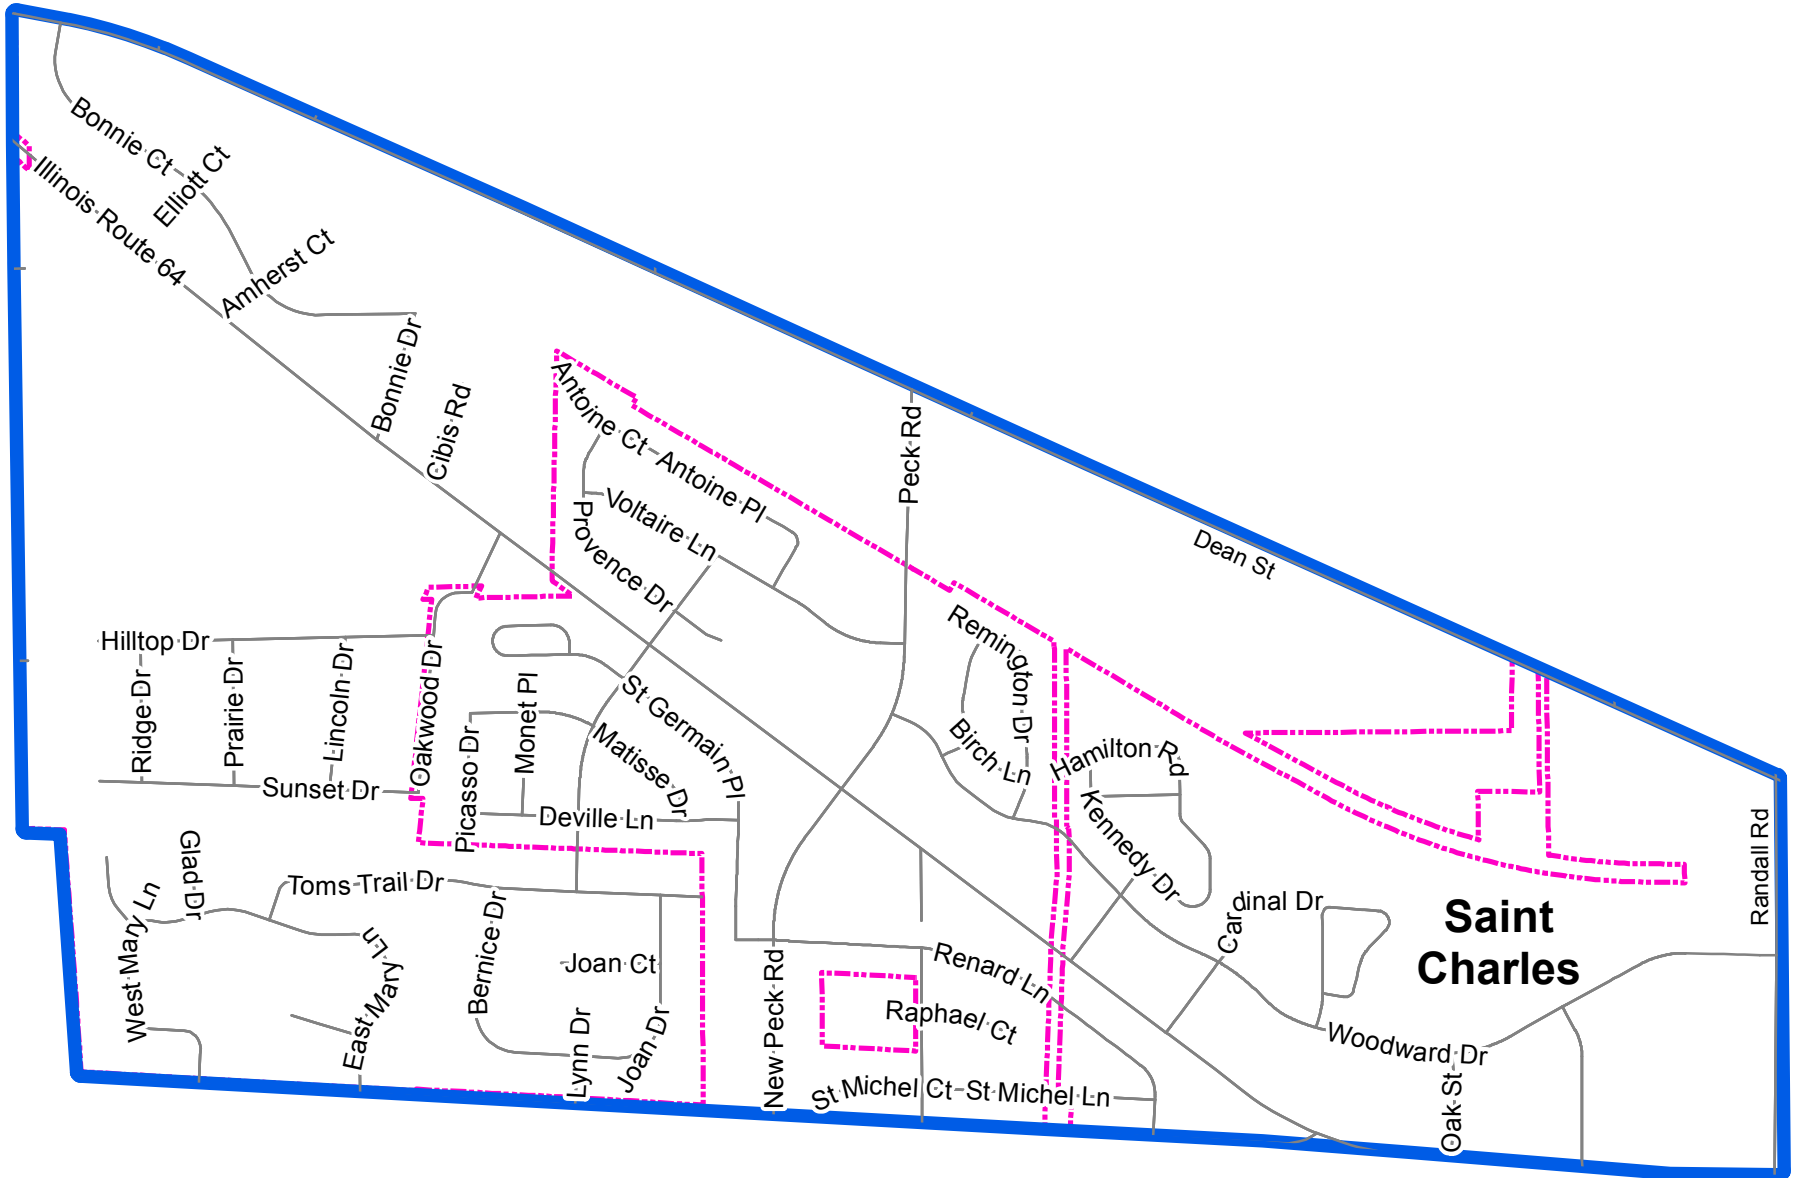 Bonnie Ct
Elliott Ct
Illinois Route 64
Amherst Ct
Bonnie Dr
Cibis Rd
Antoine Ct
Antoine Pl
Peck Rd
Voltaire Ln
Provence Dr
Dean St
Hilltop Dr
Ridge Dr
Prairie Dr
Lincoln Dr
Oakwood Dr
Sunset Dr
Picasso Dr
Monet Pl
St Germain Pl
Matisse Dr
Deville Ln
Remington Dr
Birch Ln
Hamilton Rd
Kennedy Dr
Cardinal Dr
Randall Rd
Saint
Charles
Glad Dr
West Mary Ln
Toms Trail Dr
East Mary Ln
Bernice Dr
Joan Ct
Joan Dr
Lynn Dr
New Peck Rd
Renard Ln
Raphael Ct
St Michel Ct
St Michel Ln
Woodward Dr
Oak St